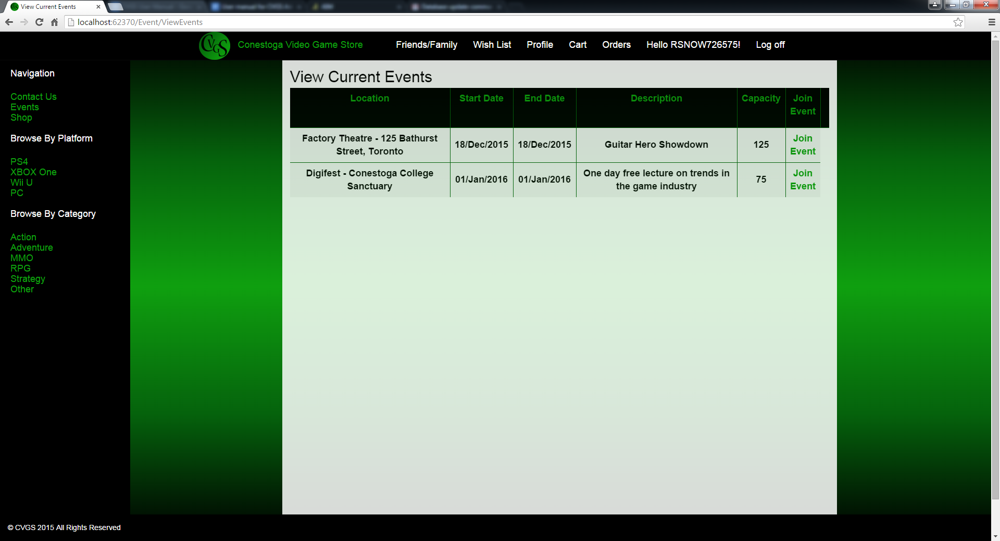 View Current Events
localhost:62370/Event/ViewEvents
CVGS
Conestoga Video Game Store
Friends/Family
Wish List
Profile
Cart
Orders
Hello RSNOW726575!
Log off
Navigation
Contact Us
Events
Shop
Browse By Platform
PS4
XBOX One
Wii U
PC
Browse By Category
Action
Adventure
MMO
RPG
Strategy
Other
View Current Events
Location Start Date End Date Description Capacity Join
Event
Factory Theatre - 125 Bathurst
Street, Toronto
18/Dec/2015
18/Dec/2015
Guitar Hero Showdown
125
Join
Event
Digifest - Conestoga College
Sanctuary
01/Jan/2016
01/Jan/2016
One day free lecture on trends in
the game industry
75
Join
Event
© CVGS 2015 All Rights Reserved